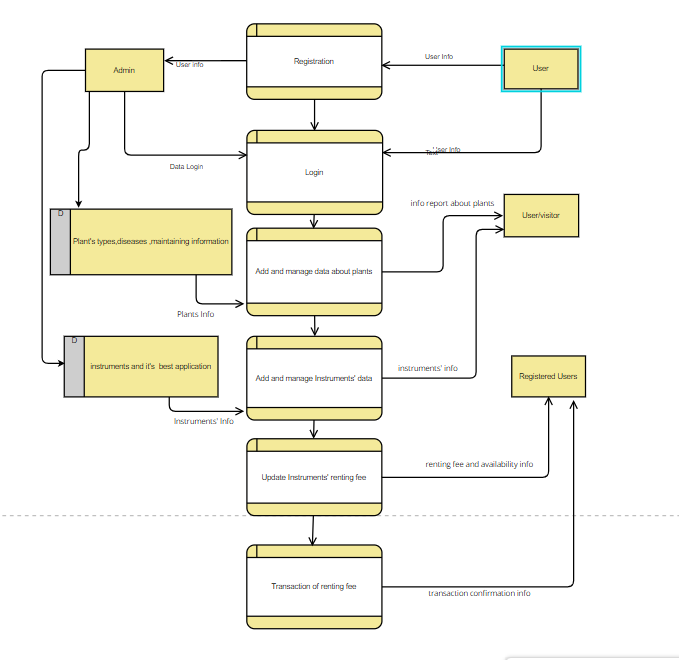 User Info
Registration
User info
Admin
User
User Info
Text
Data Login
Login
info report about plants
D
User/visitor
Plant's types,diseases ,maintaining information
Add and manage data about plants
Plants Info
D
instruments and it's best application
Add and manage Instruments' data
instruments' info
Registered Users
Instruments' Info
renting fee and availability info
Update Instruments' renting fee
Transaction of renting fee
transaction confirmation info